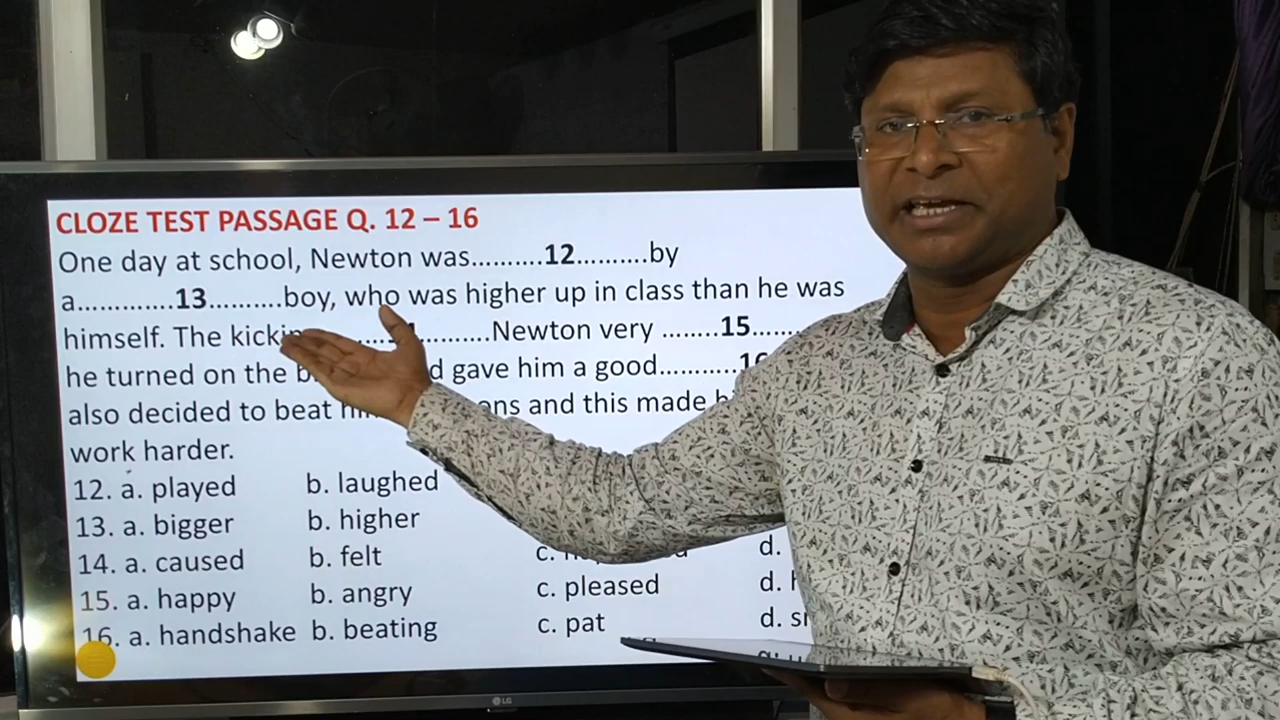 CLOZE TEST PASSAGE Q. 12 – 16
One day at school, Newton was..........12..........by
a.............13..........boy, who was higher up in class than he was
himself. The Newton very ........15.......
he turned on the gave him a good...........16
also decided to beat and this made
work harder.
12. a. played b. laughed
13. a. bigger b. higher
14. a. caused b. felt c. d.
15. a. happy b. angry c. pleased d.
16. a. handshake b. beating c. pat d.
LG